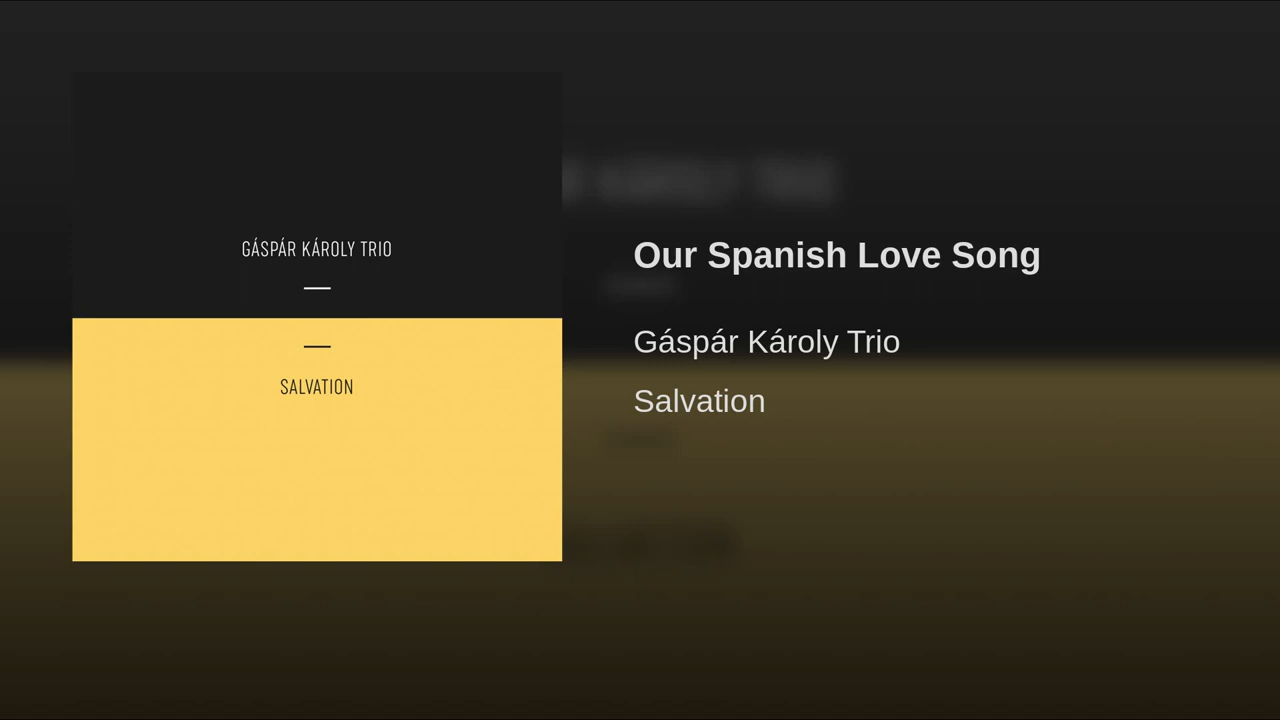 GÁSPÁR KÁROLY TRIO
SALVATION
Our Spanish Love Song
Gáspár Károly Trio
Salvation